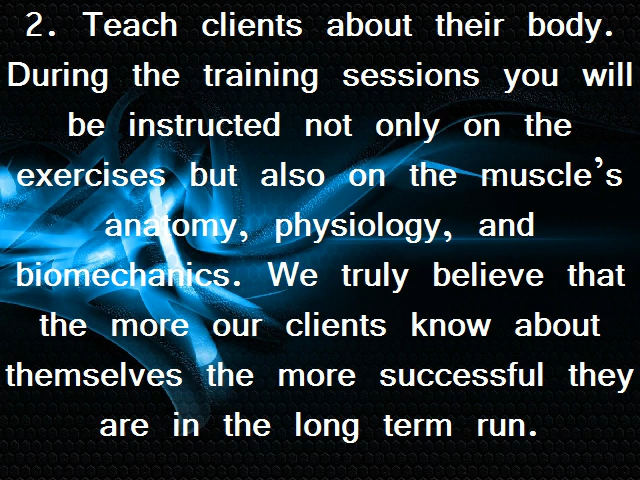 2. Teach clients about their body.
During the training sessions you will
be instructed not only on the
exercises but also on the muscle's
anatomy, physiology, and
biomechanics. We truly believe that
the more our clients know about
themselves the more successful they
are in the long term run.